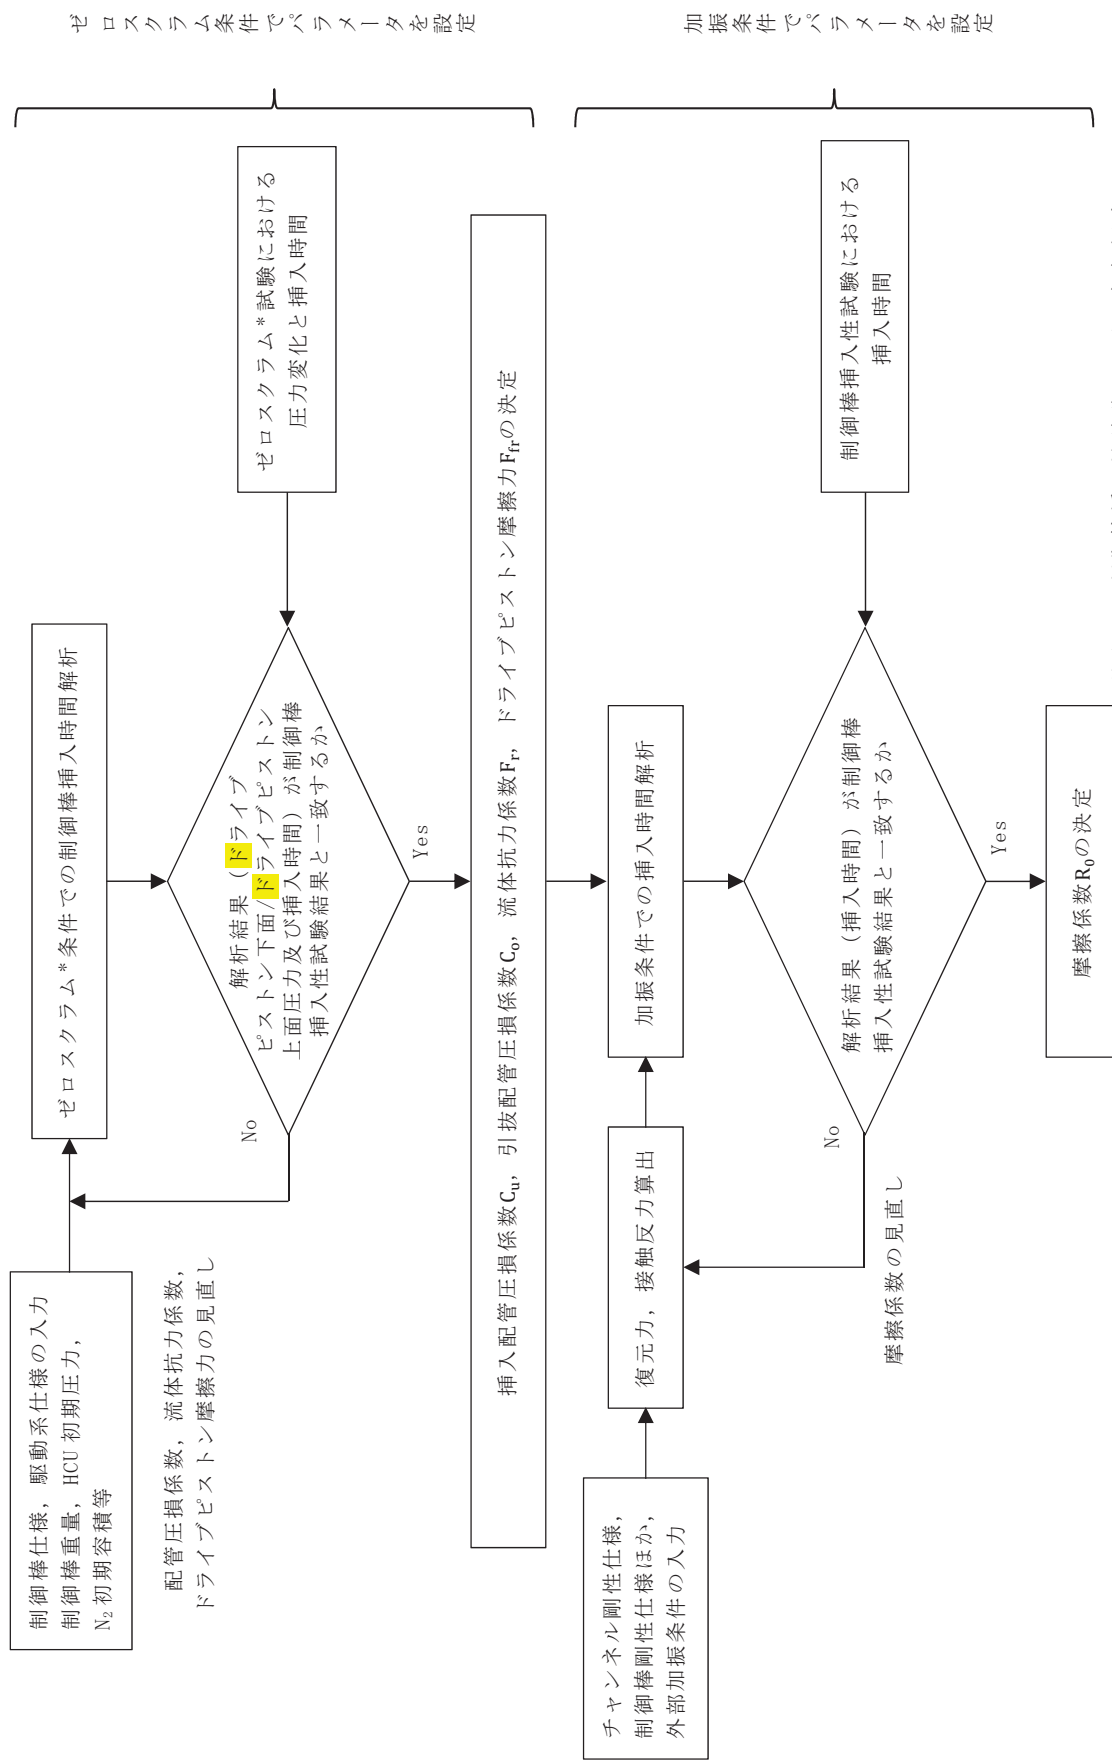 制御棒仕様，駆動系仕様の入力
制御棒重量，HCU 初期圧力，
N₂初期容積等
ゼロスクラム*条件での制御棒挿入時間解析
配管圧損係数，流体抗力係数，
ドライブピストン摩擦力の見直し
No
解析結果（ドライブ
ピストン下面/ドライブピストン
上面圧力及び挿入時間）が制御棒
挿入性試験結果と一致するか
ゼロスクラム*試験における
圧力変化と挿入時間
ゼロスクラム条件でパラメータを設定
Yes
挿入配管圧損係数Cu，引抜配管圧損係数Co，流体抗力係数Fr，ドライブピストン摩擦力Ffrの決定
チャンネル剛性仕様，
制御棒剛性仕様ほか，
外部加振条件の入力
復元力，接触反力算出
加振条件での挿入時間解析
No
摩擦係数の見直し
解析結果（挿入時間）が制御棒
挿入性試験結果と一致するか
制御棒挿入性試験における
挿入時間
加振条件でパラメータを設定
Yes
摩擦係数R₀の決定